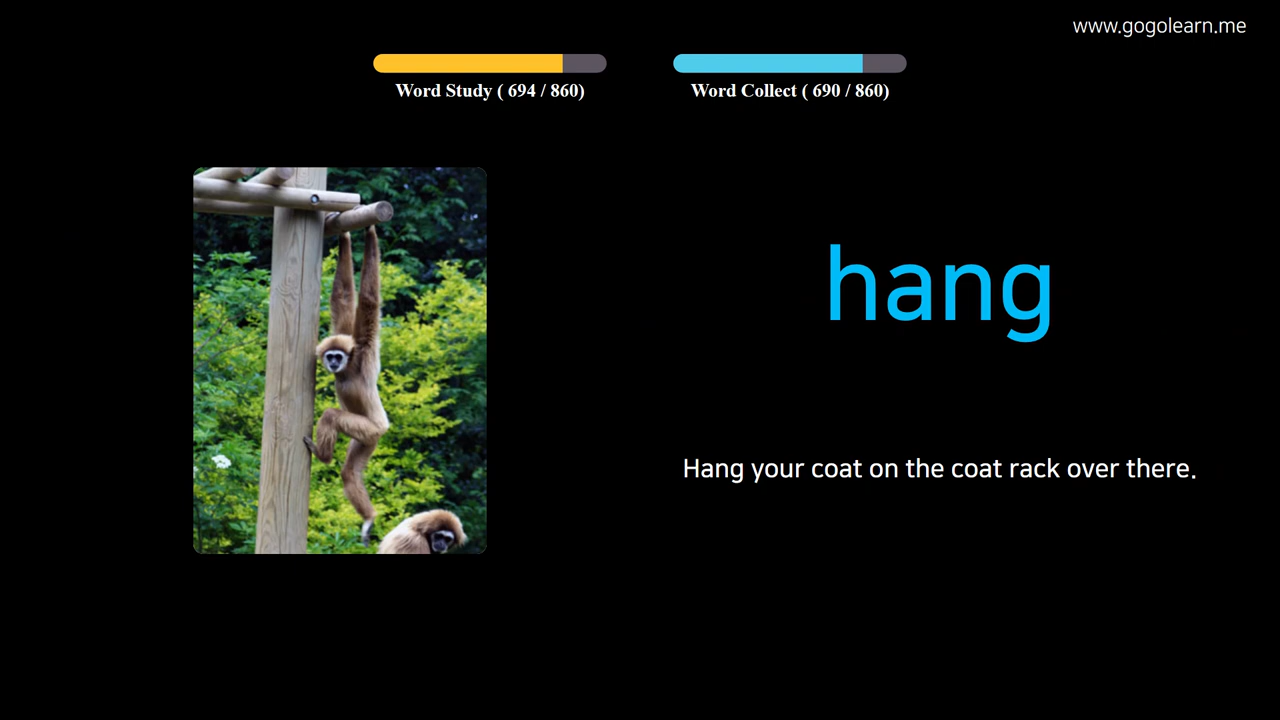 www.gogolearn.me
Word Study ( 694 / 860)
Word Collect ( 690 / 860)
hang
Hang your coat on the coat rack over there.